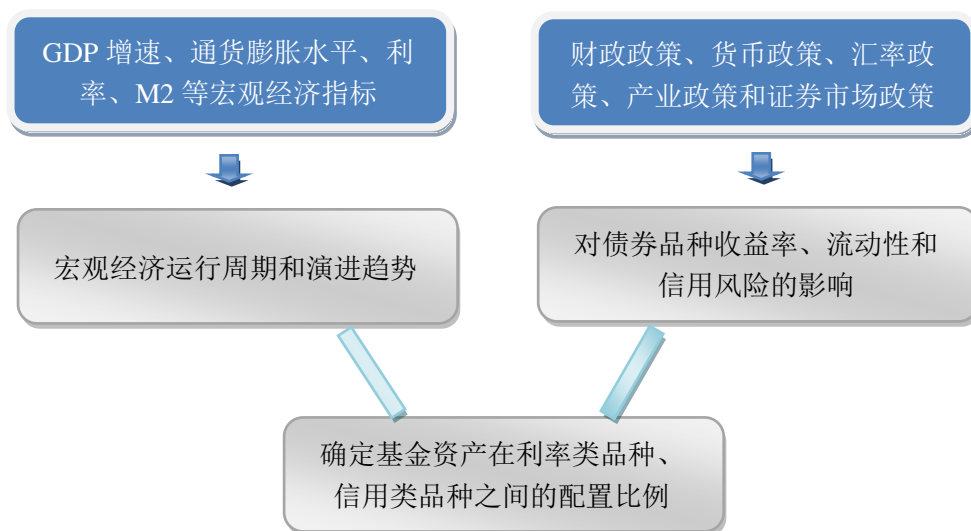 GDP 增速、通货膨胀水平、利
率、M2 等宏观经济指标
财政政策、货币政策、汇率政
策、产业政策和证券市场政策
宏观经济运行周期和演进趋势
对债券品种收益率、流动性和
信用风险的影响
确定基金资产在利率类品种、
信用类品种之间的配置比例